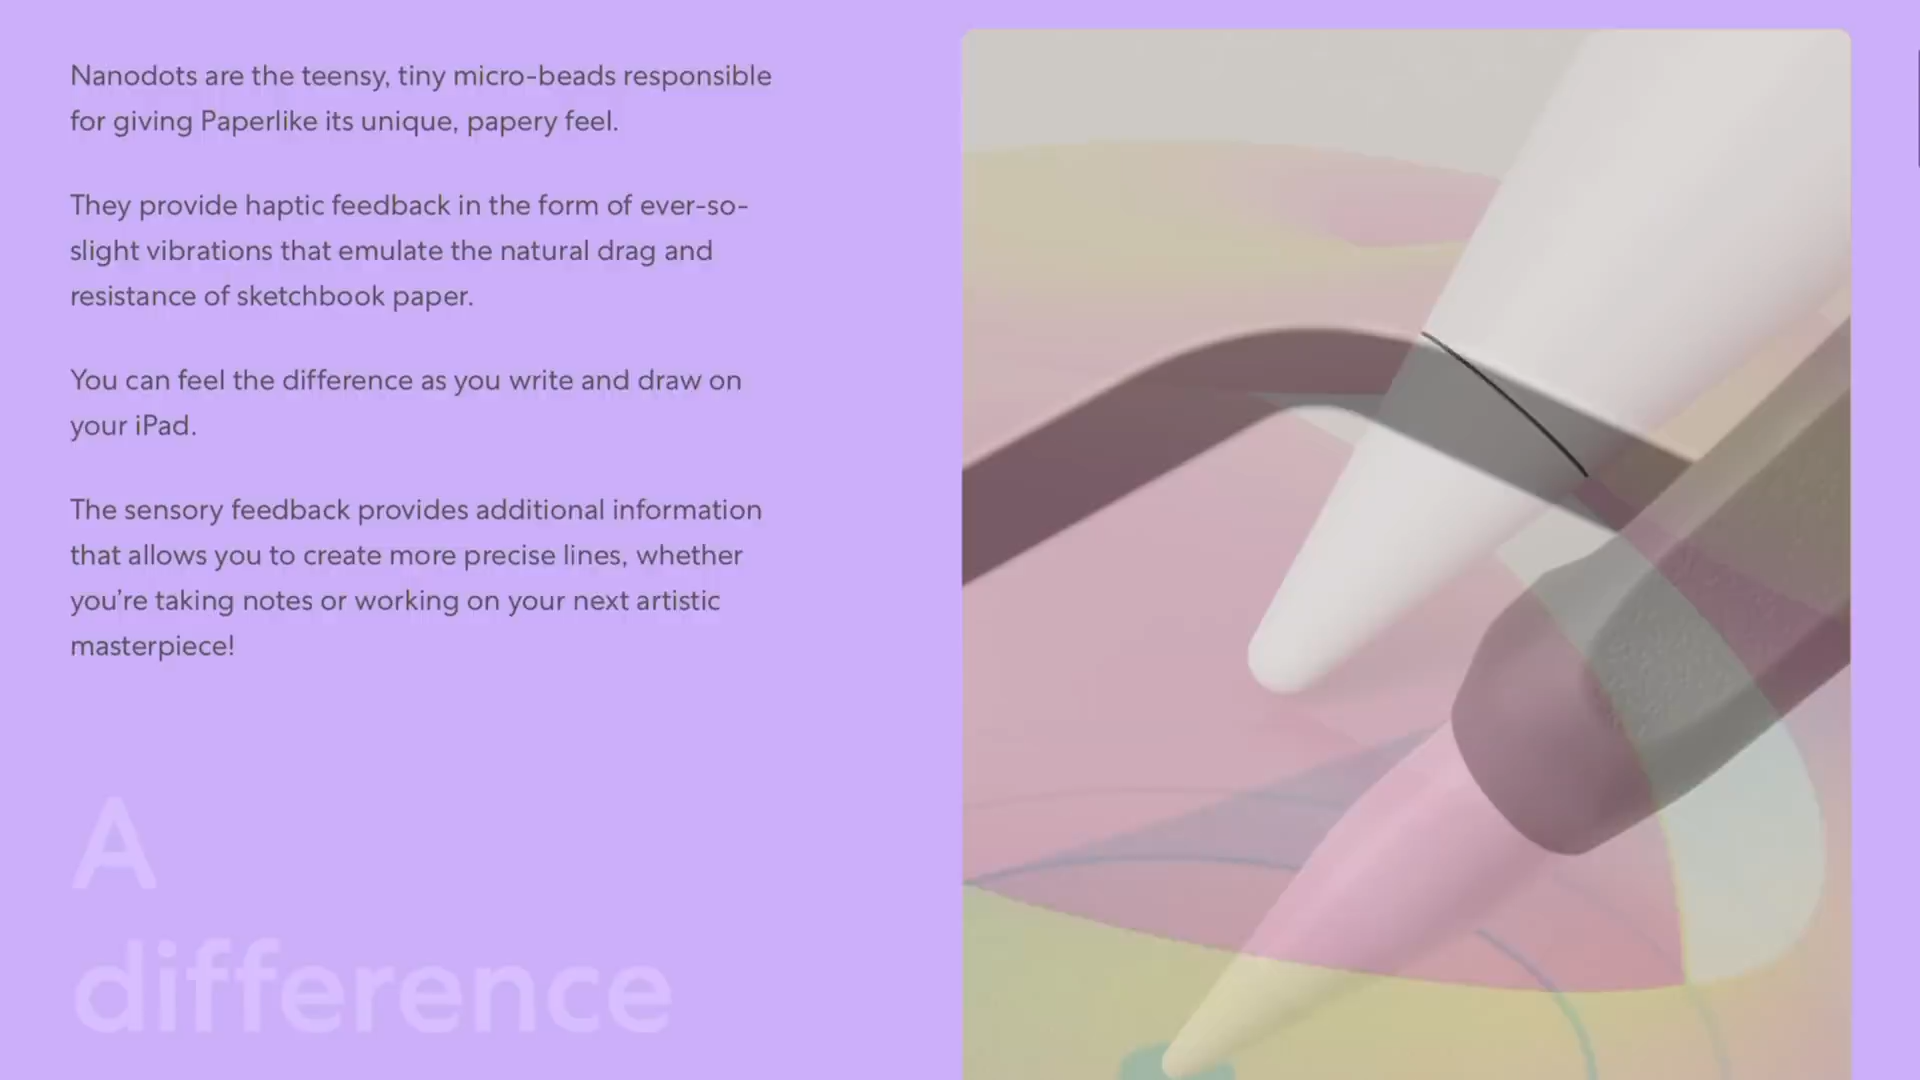 Nanodots are the teensy, tiny micro-beads responsible
for giving Paperlike its unique, papery feel.
They provide haptic feedback in the form of ever-so-
slight vibrations that emulate the natural drag and
resistance of sketchbook paper.
You can feel the difference as you write and draw on
your iPad.
The sensory feedback provides additional information
that allows you to create more precise lines, whether
you’re taking notes or working on your next artistic
masterpiece!
A
difference